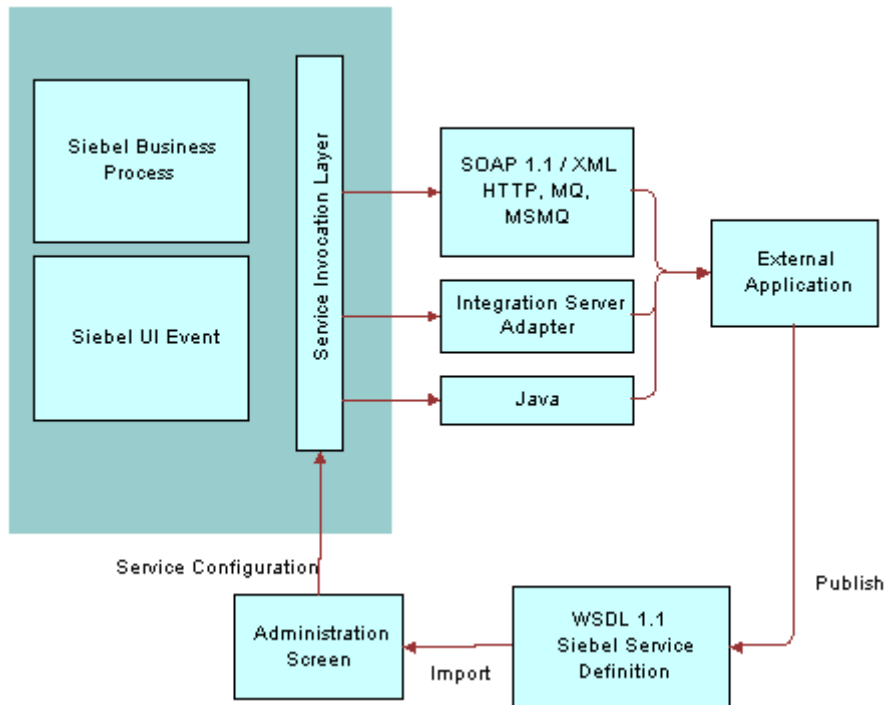 Siebel Business
Process
Siebel UI Event
Service Invocation Layer
SOAP 1.1 / XML
HTTP, MQ,
MSMQ
Integration Server
Adapter
Java
External
Application
Service Configuration
Publish
Administration
Screen
Import
WSDL 1.1
Siebel Service
Definition